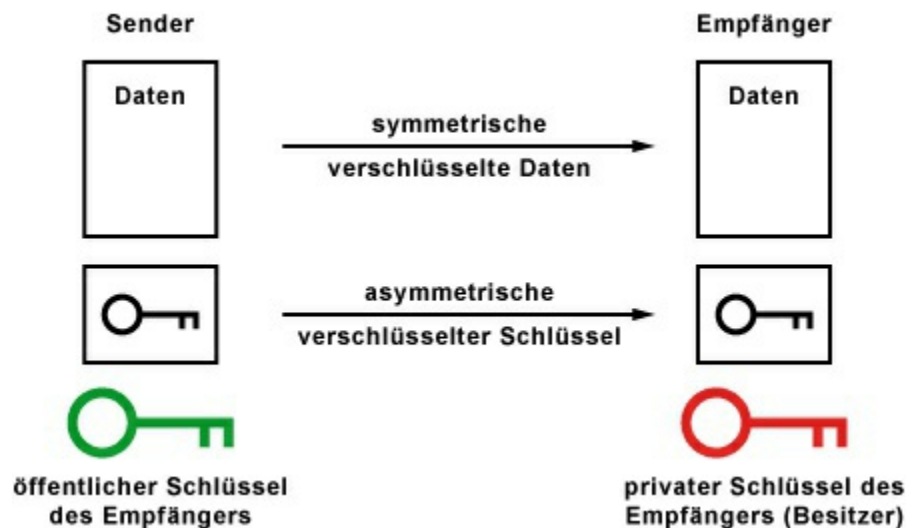 Sender
Empfänger
Daten
Daten
symmetrische
verschlüsselte Daten
asymmetrische
verschlüsselter Schlüssel
öffentlicher Schlüssel
des Empfängers
privater Schlüssel des
Empfängers (Besitzer)